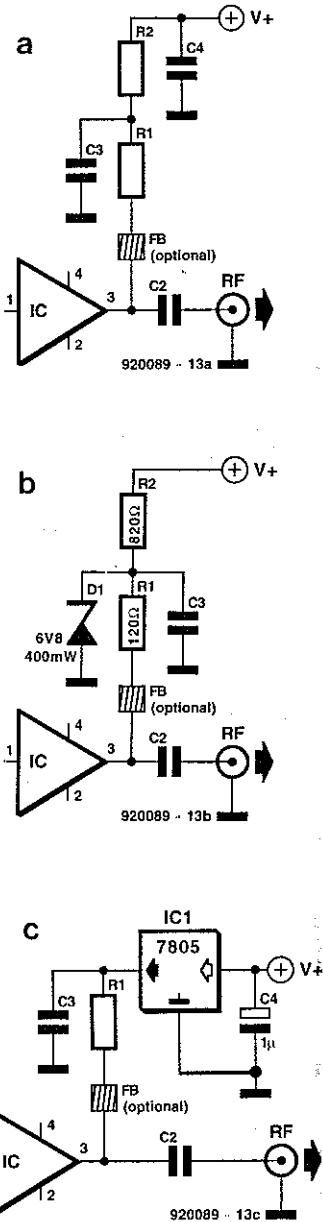 a
V+
R2
C4
R1
C3
FB
(optional)
4
1
IC
3
C2
RF
2
920089 - 13a
b
V+
R2
820Ω
D1
R1
120Ω
C3
6V8
400mW
FB
(optional)
4
1
IC
3
C2
RF
2
920089 - 13b
IC1
c
7805
V+
C3
R1
C4
1µ
FB
(optional)
4
IC
3
C2
RF
2
920089 - 13c